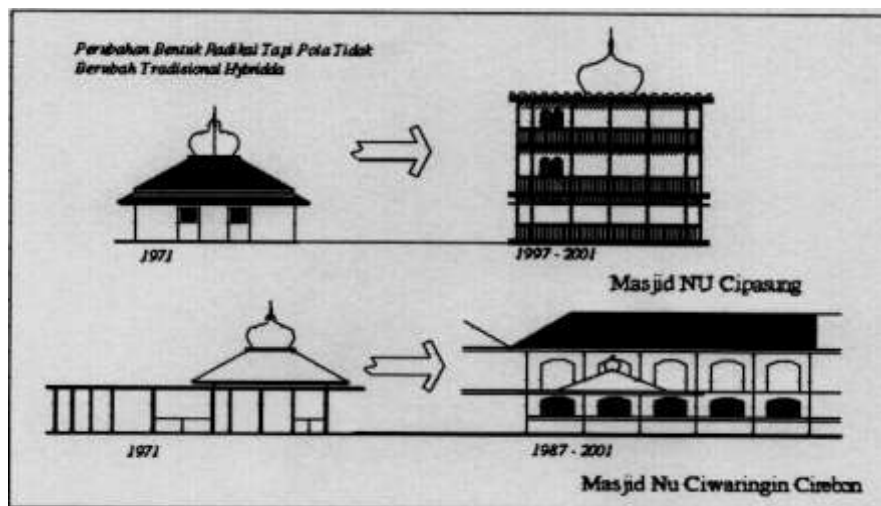 Perubahan Bentuk Radikal Tapi Pola Tidak
Berubah Tradisional Hybridda
1971
1997 - 2001
Masjid NU Cipasung
1971
1987 - 2001
Masjid Nu Ciwaringin Cirebon